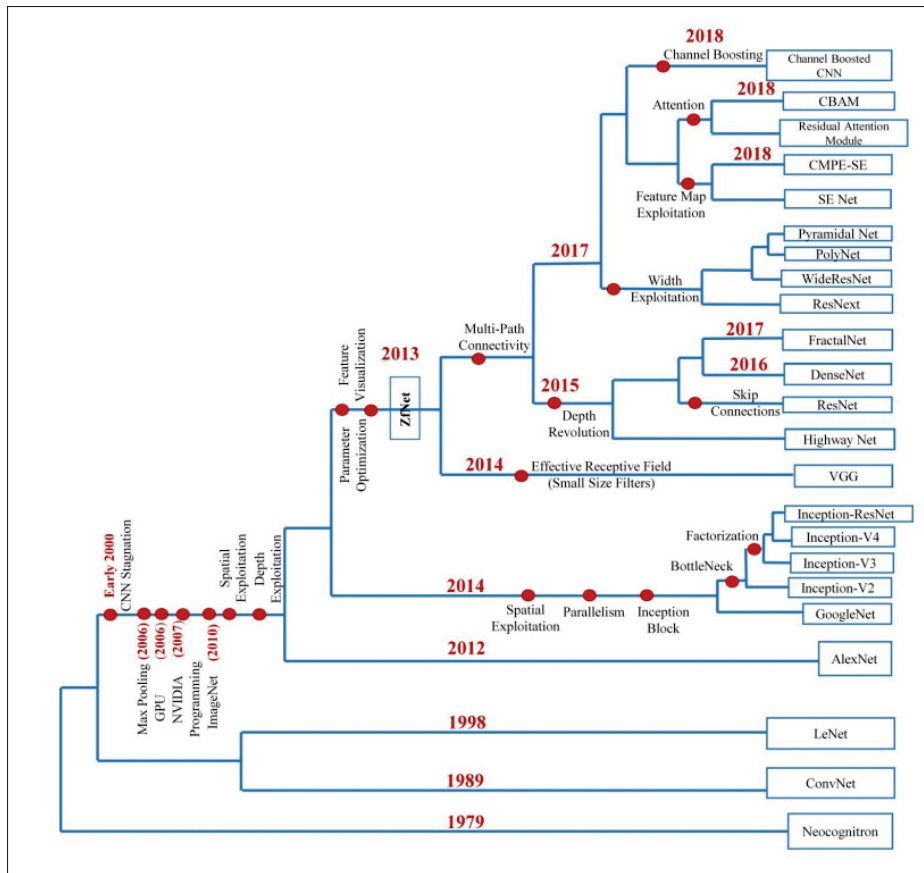 2018
Channel Boosting
Channel Boosted
CNN
2018
Attention
CBAM
Residual Attention
Module
2018
CMPE-SE
Feature Map
Exploitation
SE Net
Pyramidal Net
PolyNet
2017
Width
Exploitation
WideResNet
ResNext
2017
FractalNet
Multi-Path
Connectivity
2016
DenseNet
2013
Feature
Visualization
ZfNet
Parameter
Optimization
2015
Depth
Revolution
Skip
Connections
ResNet
Highway Net
2014
Effective Receptive Field
(Small Size Filters)
VGG
Inception-ResNet
Factorization
Inception-V4
BottleNeck
Inception-V3
Early 2000
CNN Stagnation
Spatial
Exploitation
Depth
Exploitation
2014
Spatial
Exploitation
Parallelism
Inception
Block
Inception-V2
GoogleNet
Max Pooling (2006)
GPU (2006)
NVIDIA (2007)
Programming
ImageNet (2010)
2012
AlexNet
1998
LeNet
1989
ConvNet
1979
Neocognitron